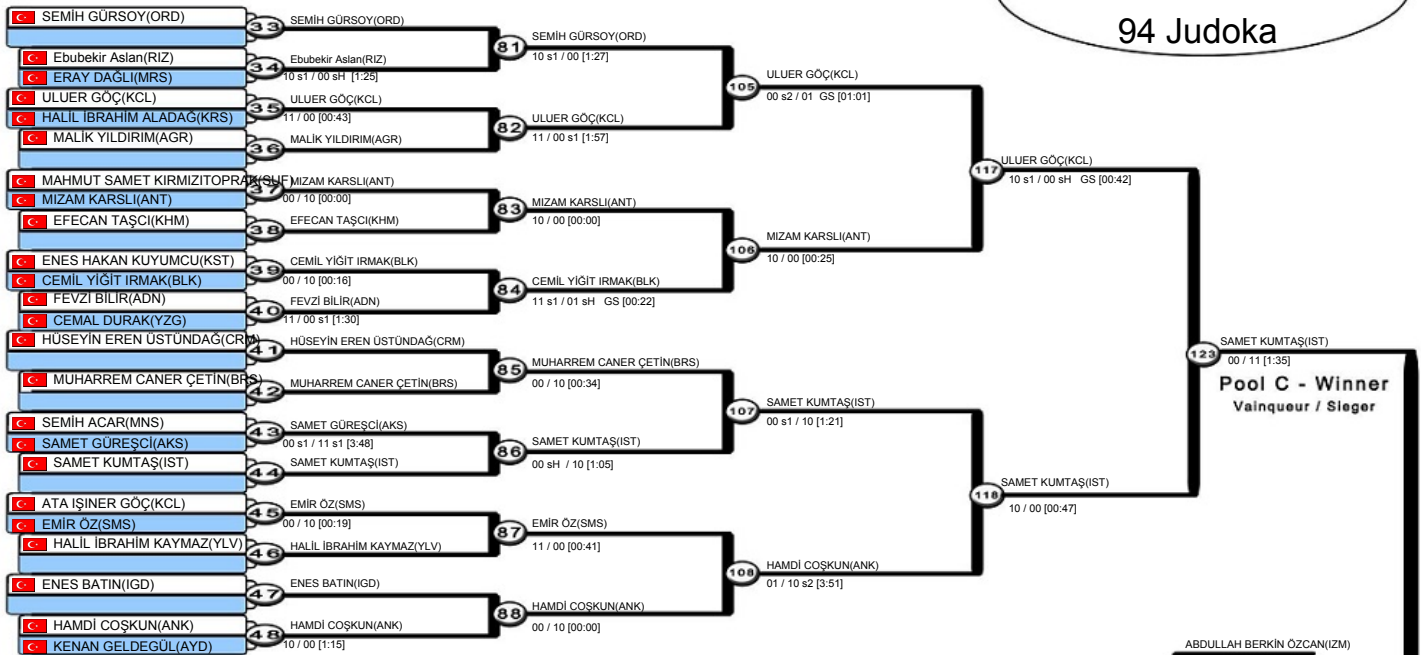 94 Judoka
SEMİH GÜRSOY(ORD)
33
SEMİH GÜRSOY(ORD)
Ebubekir Aslan(RIZ)
ERAY DAĞLI(MRS)
34
Ebubekir Aslan(RIZ)
10 s1 / 00 sH [1:25]
81
SEMİH GÜRSOY(ORD)
10 s1 / 00 [1:27]
ULUER GÖÇ(KCL)
HALİL İBRAHİM ALADAĞ(KRS)
35
ULUER GÖÇ(KCL)
11 / 00 [00:43]
MALİK YILDIRIM(AGR)
36
MALİK YILDIRIM(AGR)
82
ULUER GÖÇ(KCL)
11 / 00 s1 [1:57]
105
ULUER GÖÇ(KCL)
00 s2 / 01 GS [01:01]
MAHMUT SAMET KIRMIZITOPRAK(SUF)
MIZAM KARSLI(ANT)
37
MIZAM KARSLI(ANT)
00 / 10 [00:00]
EFECAN TAŞCI(KHM)
38
EFECAN TAŞCI(KHM)
83
MIZAM KARSLI(ANT)
10 / 00 [00:00]
ENES HAKAN KUYUMCU(KST)
CEMİL YİĞİT IRMAK(BLK)
39
CEMİL YİĞİT IRMAK(BLK)
00 / 10 [00:16]
FEVZİ BİLİR(ADN)
CEMAL DURAK(YZG)
40
FEVZİ BİLİR(ADN)
11 / 00 s1 [1:30]
84
CEMİL YİĞİT IRMAK(BLK)
11 s1 / 01 sH GS [00:22]
106
MIZAM KARSLI(ANT)
10 / 00 [00:25]
117
ULUER GÖÇ(KCL)
10 s1 / 00 sH GS [00:42]
HÜSEYİN EREN ÜSTÜNDAĞ(CRM)
41
HÜSEYİN EREN ÜSTÜNDAĞ(CRM)
MUHARREM CANER ÇETİN(BRS)
42
MUHARREM CANER ÇETİN(BRS)
85
MUHARREM CANER ÇETİN(BRS)
00 / 10 [00:34]
SEMİH ACAR(MNS)
SAMET GÜREŞCİ(AKS)
43
SAMET GÜREŞCİ(AKS)
00 s1 / 11 s1 [3:48]
SAMET KUMTAŞ(IST)
44
SAMET KUMTAŞ(IST)
86
SAMET KUMTAŞ(IST)
00 sH / 10 [1:05]
107
SAMET KUMTAŞ(IST)
00 s1 / 10 [1:21]
ATA IŞINER GÖÇ(KCL)
EMİR ÖZ(SMS)
45
EMİR ÖZ(SMS)
00 / 10 [00:19]
HALİL İBRAHİM KAYMAZ(YLV)
46
HALİL İBRAHİM KAYMAZ(YLV)
87
EMİR ÖZ(SMS)
11 / 00 [00:41]
ENES BATIN(IGD)
47
ENES BATIN(IGD)
HAMDİ COŞKUN(ANK)
KENAN GELDEGÜL(AYD)
48
HAMDİ COŞKUN(ANK)
10 / 00 [1:15]
88
HAMDİ COŞKUN(ANK)
00 / 10 [00:00]
108
HAMDİ COŞKUN(ANK)
01 / 10 s2 [3:51]
118
SAMET KUMTAŞ(IST)
10 / 00 [00:47]
123
SAMET KUMTAŞ(IST)
00 / 11 [1:35]
Pool C - Winner
Vainqueur / Sieger
ABDULLAH BERKİN ÖZCAN(IZM)